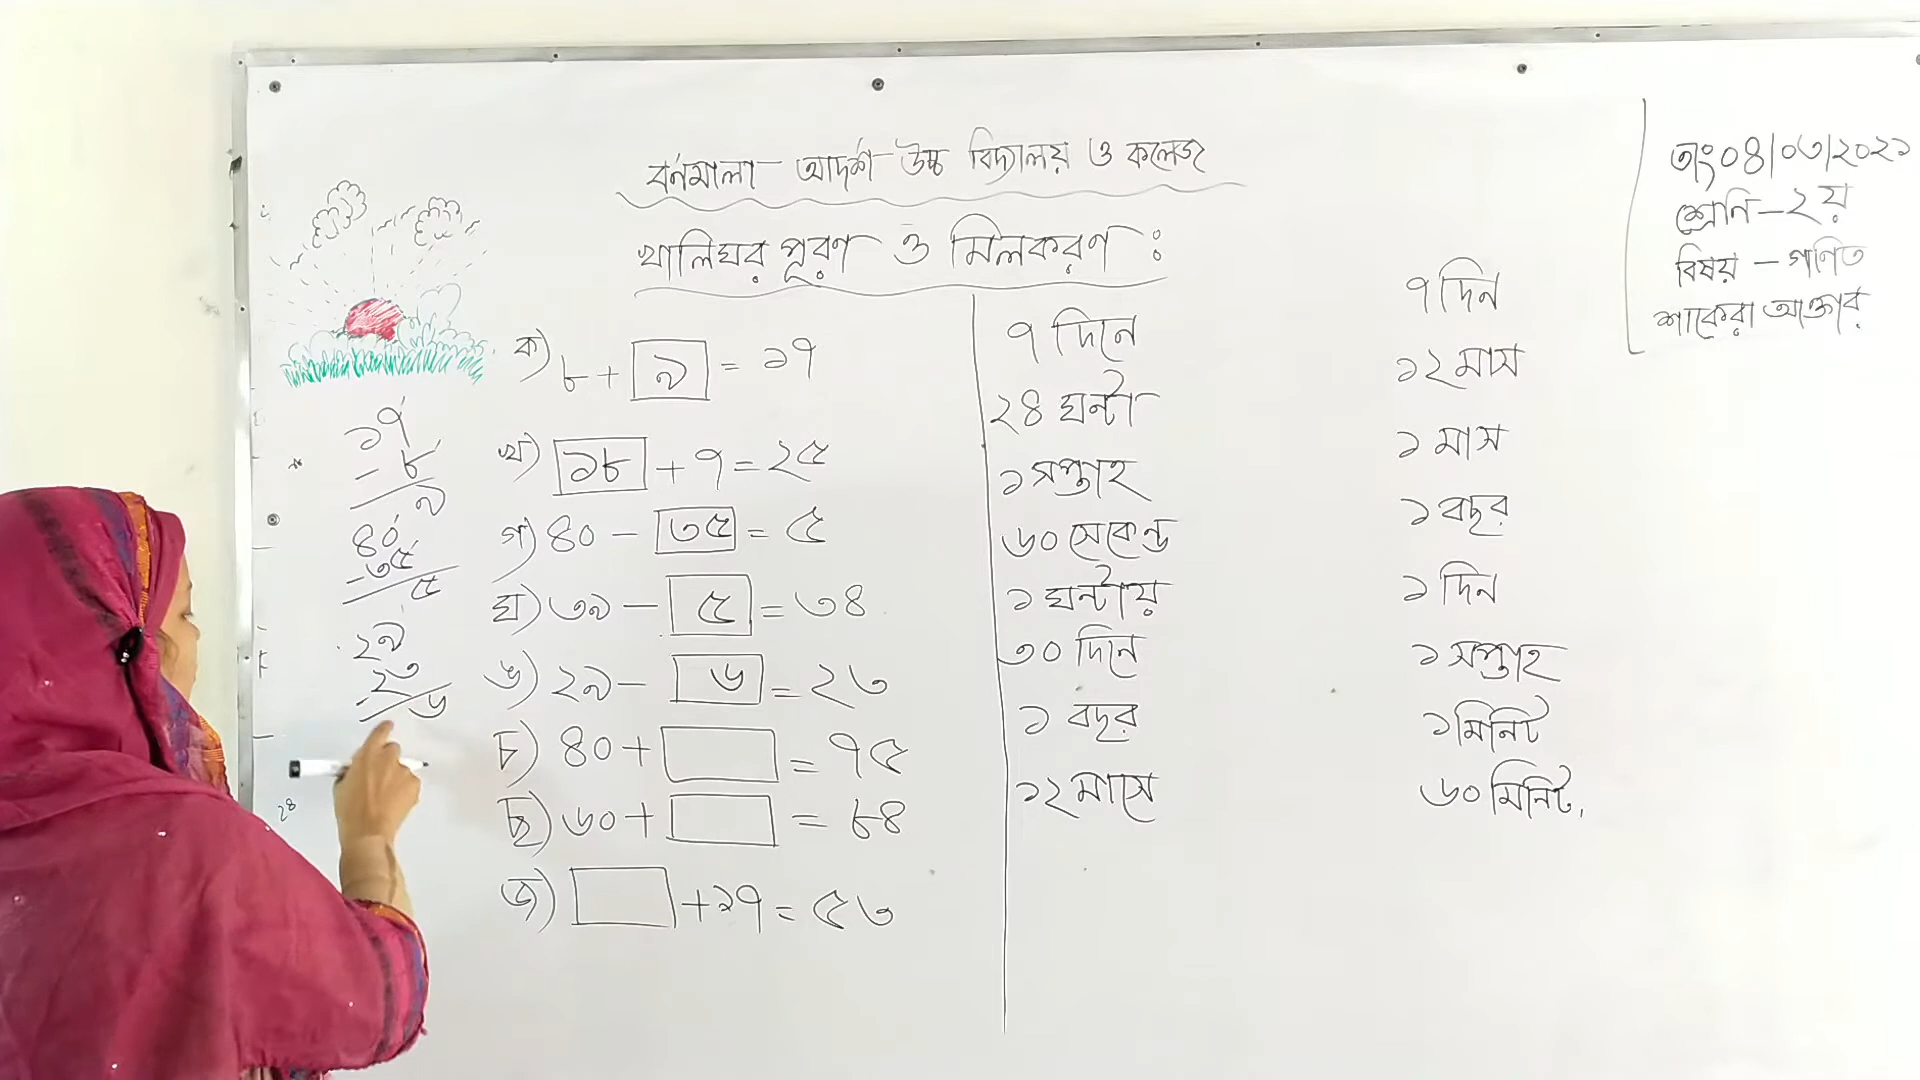 বর্ণমালা আদর্শ উচ্চ বিদ্যালয় ও কলেজ
খালিঘর পূরণ ও মিলকরণ :
তাং০৪/০৩/২০২১
শ্রেনি - ২য়
বিষয় - গণিত
শাকেরা আক্তার
ক) ৮ + ৯ = ১৭
খ) ১৮ + ৭ = ২৫
গ) ৪০ - ৩৫ = ৫
ঘ) ৩৯ - ৫ = ৩৪
ঙ) ২৯ - ৬ = ২৩
চ) ৪০ + = ৭৫
ছ) ৬০ + = ৮৪
জ) + ২৭ = ৫৩
১৭
- ৮
৯
৪০
- ৩৫
৫
২৯
- ২৩
৬
৭ দিনে
২৪ ঘন্টা
১ সপ্তাহ
৬০ সেকেন্ড
১ ঘন্টায়
৩০ দিনে
১ বছর
১২ মাসে
৭ দিন
১২ মাস
১ মাস
১ বছর
১ দিন
১ সপ্তাহ
১ মিনিট
৬০ মিনিট.